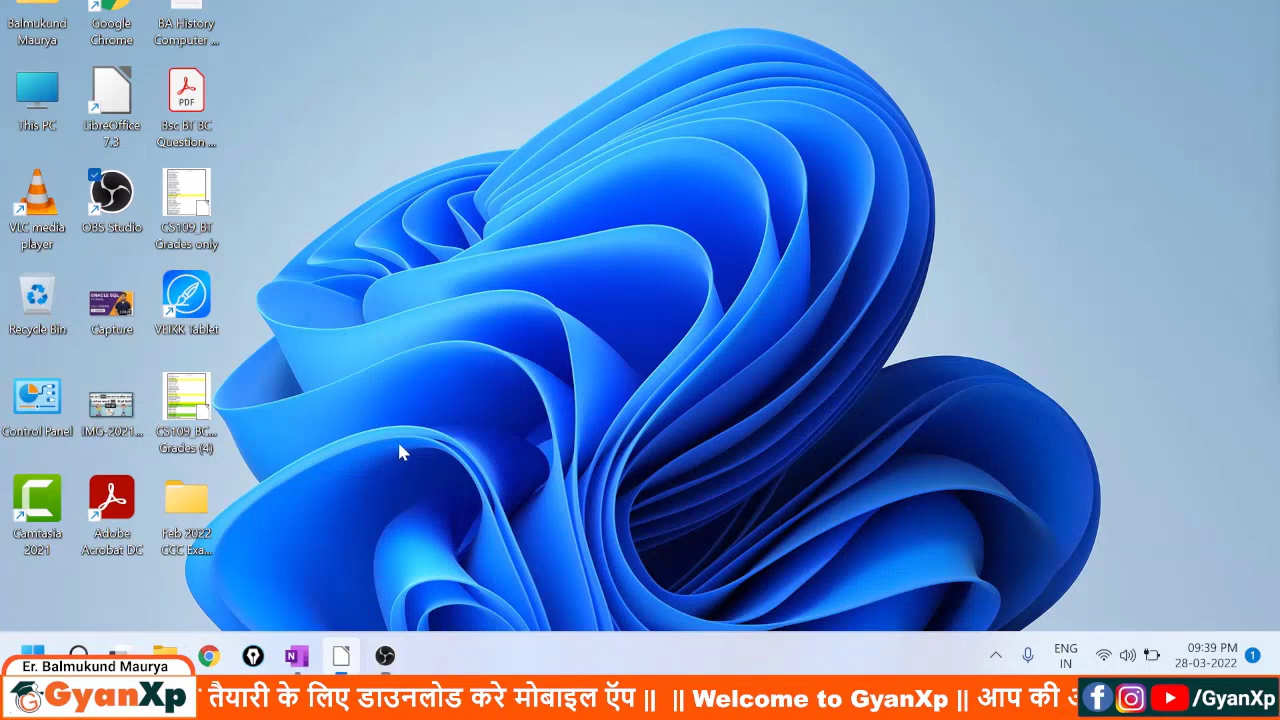 Balmukund
Maurya
Google
Chrome
BA History
Computer ...
This PC
LibreOffice
7.3
PDF
Bsc BT BC
Question ...
VLC media
player
OBS Studio
CS109_BT
Grades only
Recycle Bin
Capture
VEIKK Tablet
Control Panel
IMG-2021...
CS109_BC...
Grades (4)
Camtasia
2021
Adobe
Acrobat DC
Feb 2022
CCC Exa...
ENG
IN
09:39 PM
28-03-2022
1
Er. Balmukund Maurya
GyanXp
तैयारी के लिए डाउनलोड करे मोबाइल ऍप || || Welcome to GyanXp || आप की
/GyanXp